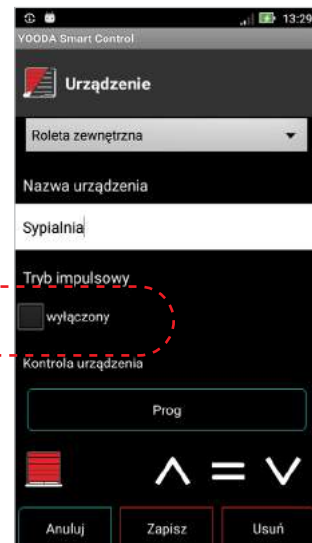 13:29
YOODA Smart Control
Urządzenie
Roleta zewnętrzna
Nazwa urządzenia
Sypialnia
Tryb impulsowy
wyłączony
Kontrola urządzenia
Prog
Anuluj Zapisz Usuń